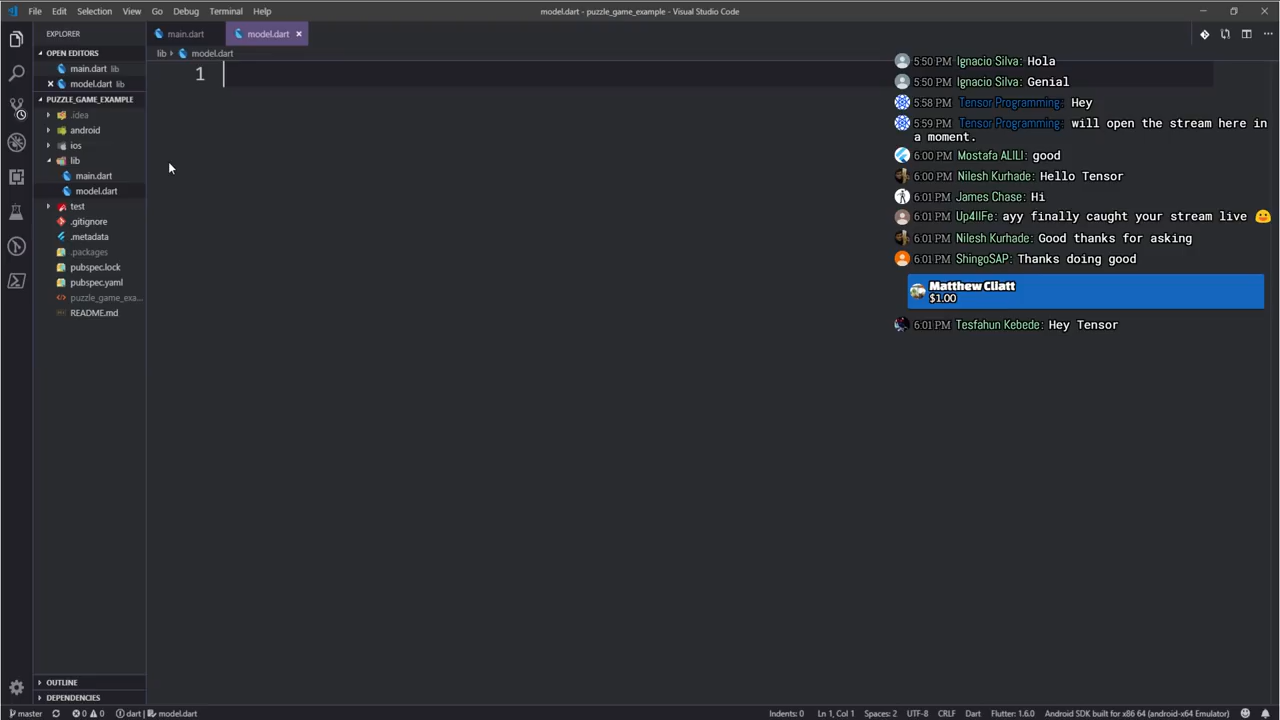 File Edit Selection View Go Debug Terminal Help
model.dart - puzzle_game_example - Visual Studio Code
EXPLORER
OPEN EDITORS
main.dart lib
model.dart lib
PUZZLE_GAME_EXAMPLE
.idea
android
ios
lib
main.dart
model.dart
test
.gitignore
.metadata
.packages
pubspec.lock
pubspec.yaml
puzzle_game_exa...
README.md
OUTLINE
DEPENDENCIES
main.dart
model.dart
lib
model.dart
1
5:50 PM Ignacio Silva: Hola
5:50 PM Ignacio Silva: Genial
5:58 PM Tensor Programming: Hey
5:59 PM Tensor Programming: will open the stream here in
a moment.
6:00 PM Mostafa ALILI: good
6:00 PM Nilesh Kurhade: Hello Tensor
6:01 PM James Chase: Hi
6:01 PM Up4llFe: ayy finally caught your stream live
6:01 PM Nilesh Kurhade: Good thanks for asking
6:01 PM ShingoSAP: Thanks doing good
Matthew Cliatt
$1.00
6:01 PM Tesfahun Kebede: Hey Tensor
master 0 0 dart | model.dart
Indents: 0 Ln 1, Col 1 Spaces: 2 UTF-8 CRLF Dart Flutter: 1.6.0 Android SDK built for x86 64 (android-x64 Emulator)